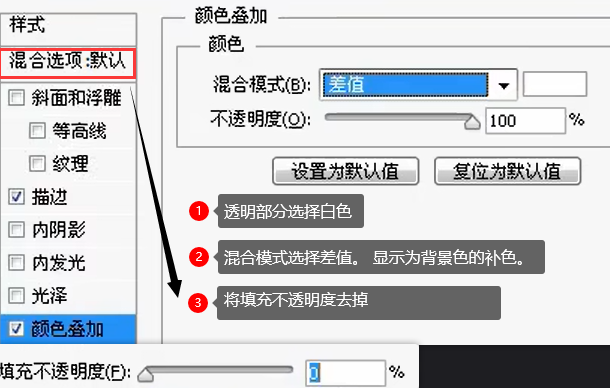 样式
混合选项:默认
斜面和浮雕
等高线
纹理
描边
内阴影
内发光
光泽
颜色叠加
颜色叠加
颜色
混合模式(B):
差值
不透明度(O):
100
%
设置为默认值
复位为默认值
1 透明部分选择白色
2 混合模式选择差值。 显示为背景色的补色。
3 将填充不透明度去掉
填充不透明度(F):
0
%